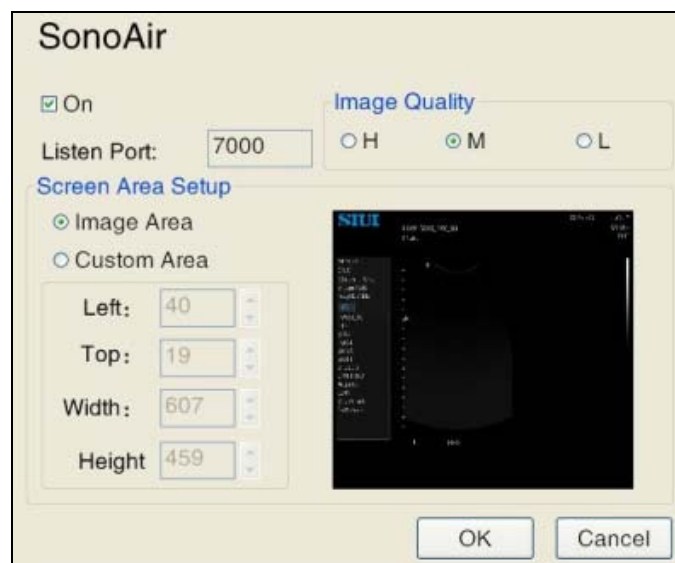 SonoAir
On
Listen Port: 7000
Image Quality
H M L
Screen Area Setup
Image Area
Custom Area
Left: 40
Top: 19
Width: 607
Height 459
SIUI
OK Cancel